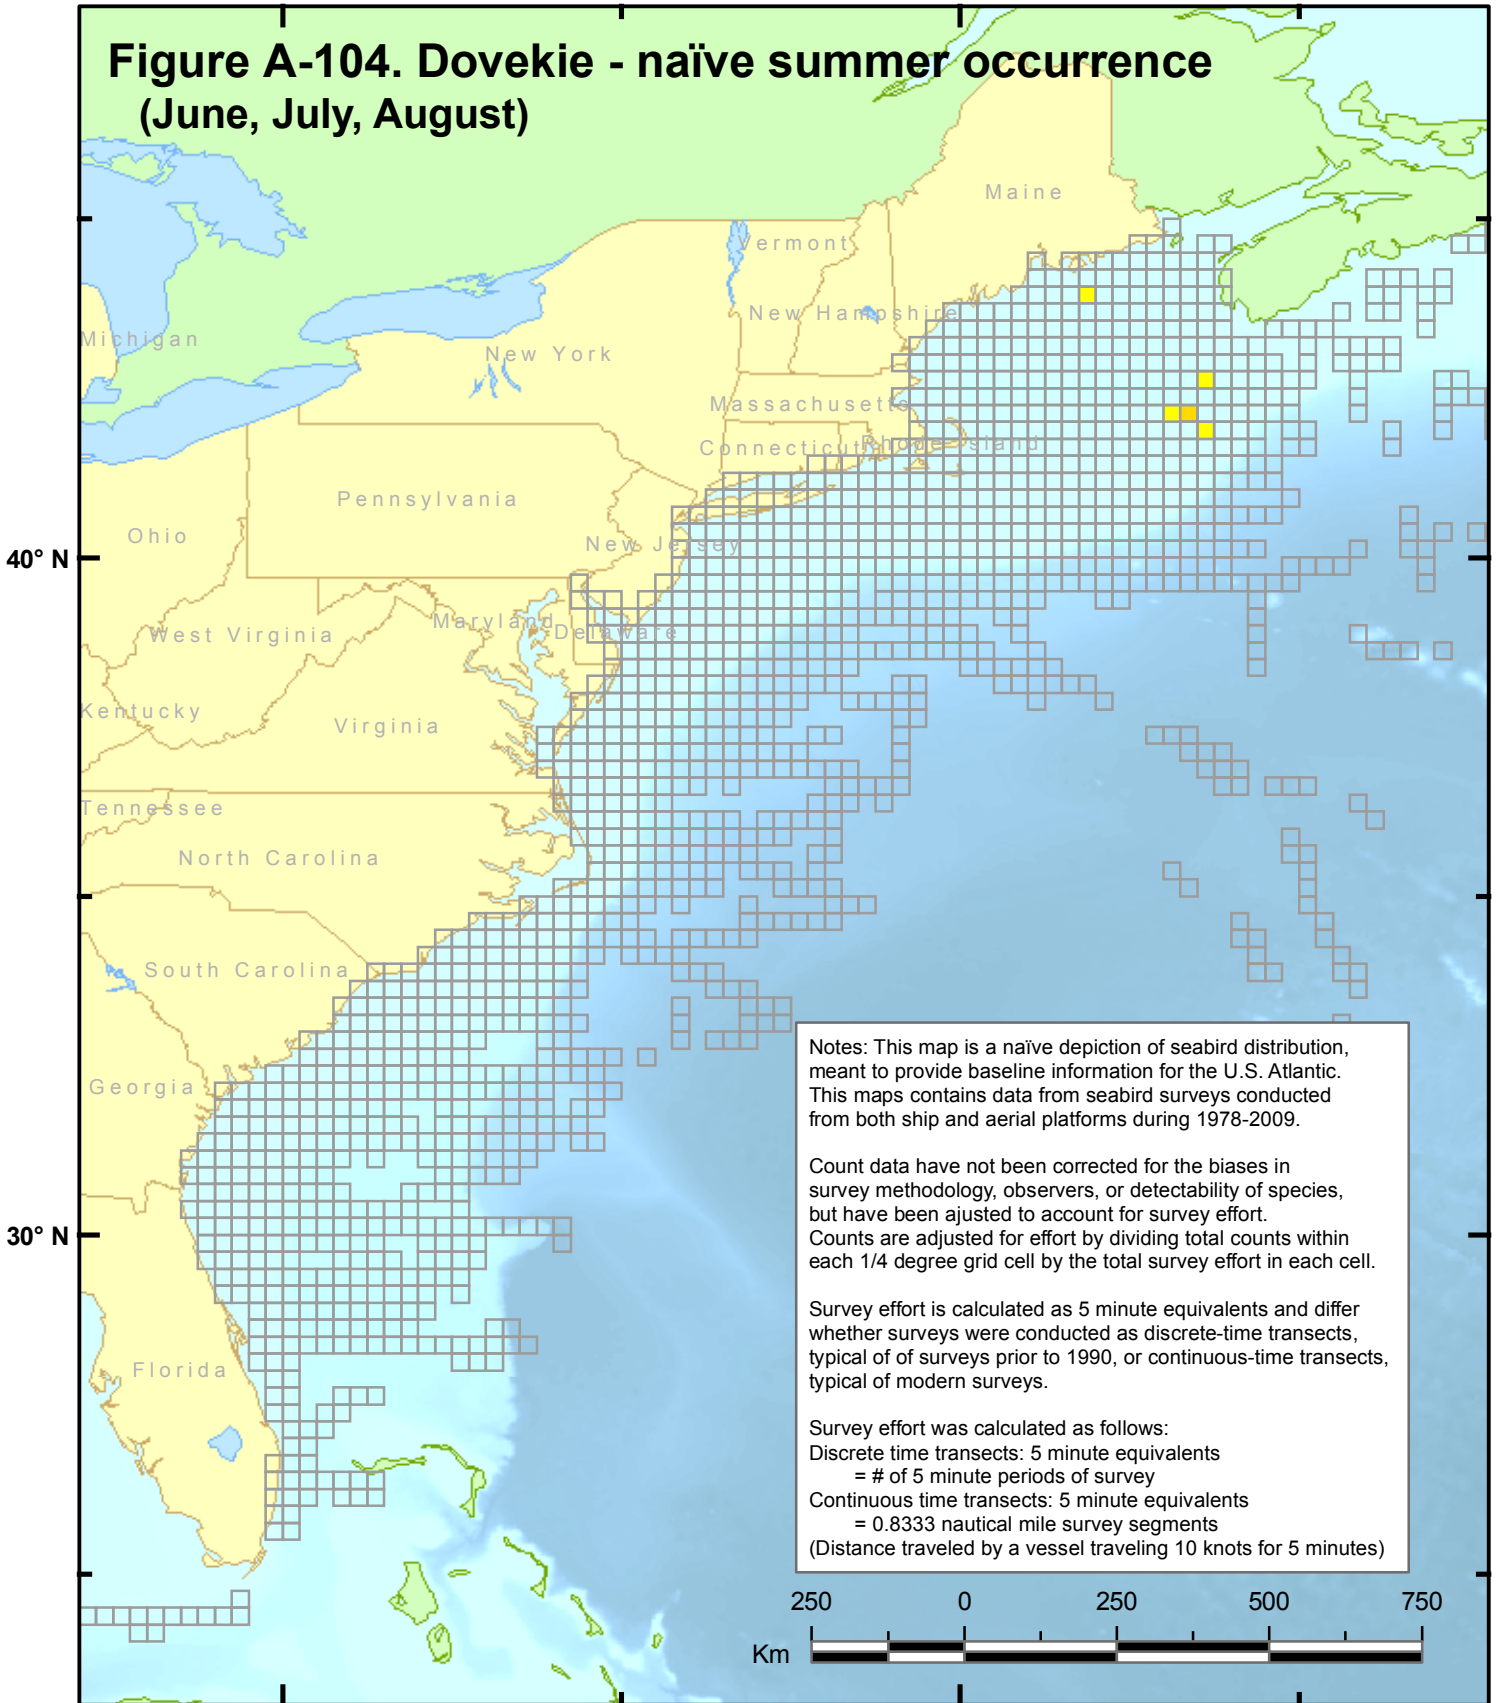 Figure A-104. Dovekie - naïve summer occurrence
(June, July, August)
Maine
Vermont
New Hampshire
Michigan
New York
Massachusetts
Connecticut
Rhode Island
Pennsylvania
Ohio
New Jersey
40° N
Maryland
Delaware
West Virginia
Kentucky
Virginia
Tennessee
North Carolina
South Carolina
Georgia
30° N
Florida
Notes: This map is a naïve depiction of seabird distribution,
meant to provide baseline information for the U.S. Atlantic.
This maps contains data from seabird surveys conducted
from both ship and aerial platforms during 1978-2009.
Count data have not been corrected for the biases in
survey methodology, observers, or detectability of species,
but have been ajusted to account for survey effort.
Counts are adjusted for effort by dividing total counts within
each 1/4 degree grid cell by the total survey effort in each cell.
Survey effort is calculated as 5 minute equivalents and differ
whether surveys were conducted as discrete-time transects,
typical of of surveys prior to 1990, or continuous-time transects,
typical of modern surveys.
Survey effort was calculated as follows:
Discrete time transects: 5 minute equivalents
= # of 5 minute periods of survey
Continuous time transects: 5 minute equivalents
= 0.8333 nautical mile survey segments
(Distance traveled by a vessel traveling 10 knots for 5 minutes)
250 0 250 500 750
Km